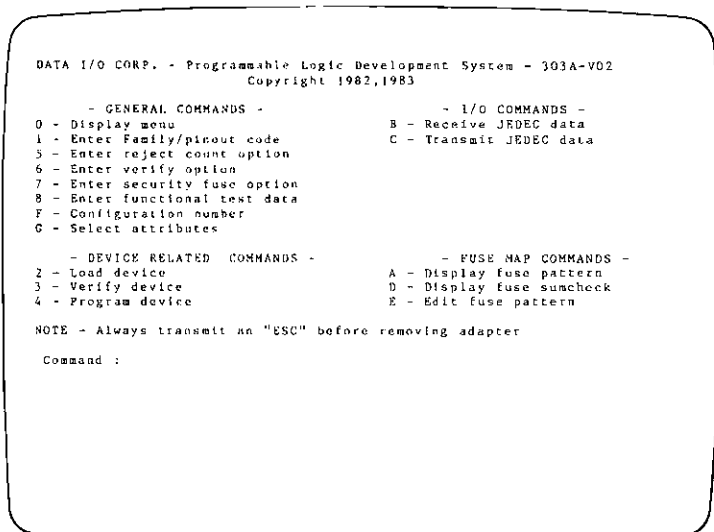 DATA I/O CORP. - Programmable Logic Development System - 303A-V02
Copyright 1982,1983
- GENERAL COMMANDS -
0 - Display menu
1 - Enter Family/pinout code
5 - Enter reject count option
6 - Enter verify option
7 - Enter security fuse option
8 - Enter functional test data
F - Configuration number
G - Select attributes
- I/O COMMANDS -
B - Receive JEDEC data
C - Transmit JEDEC data
- DEVICE RELATED COMMANDS -
2 - Load device
3 - Verify device
4 - Program device
- FUSE MAP COMMANDS -
A - Display fuse pattern
D - Display fuse sumcheck
E - Edit fuse pattern
NOTE - Always transmit an "ESC" before removing adapter
Command :